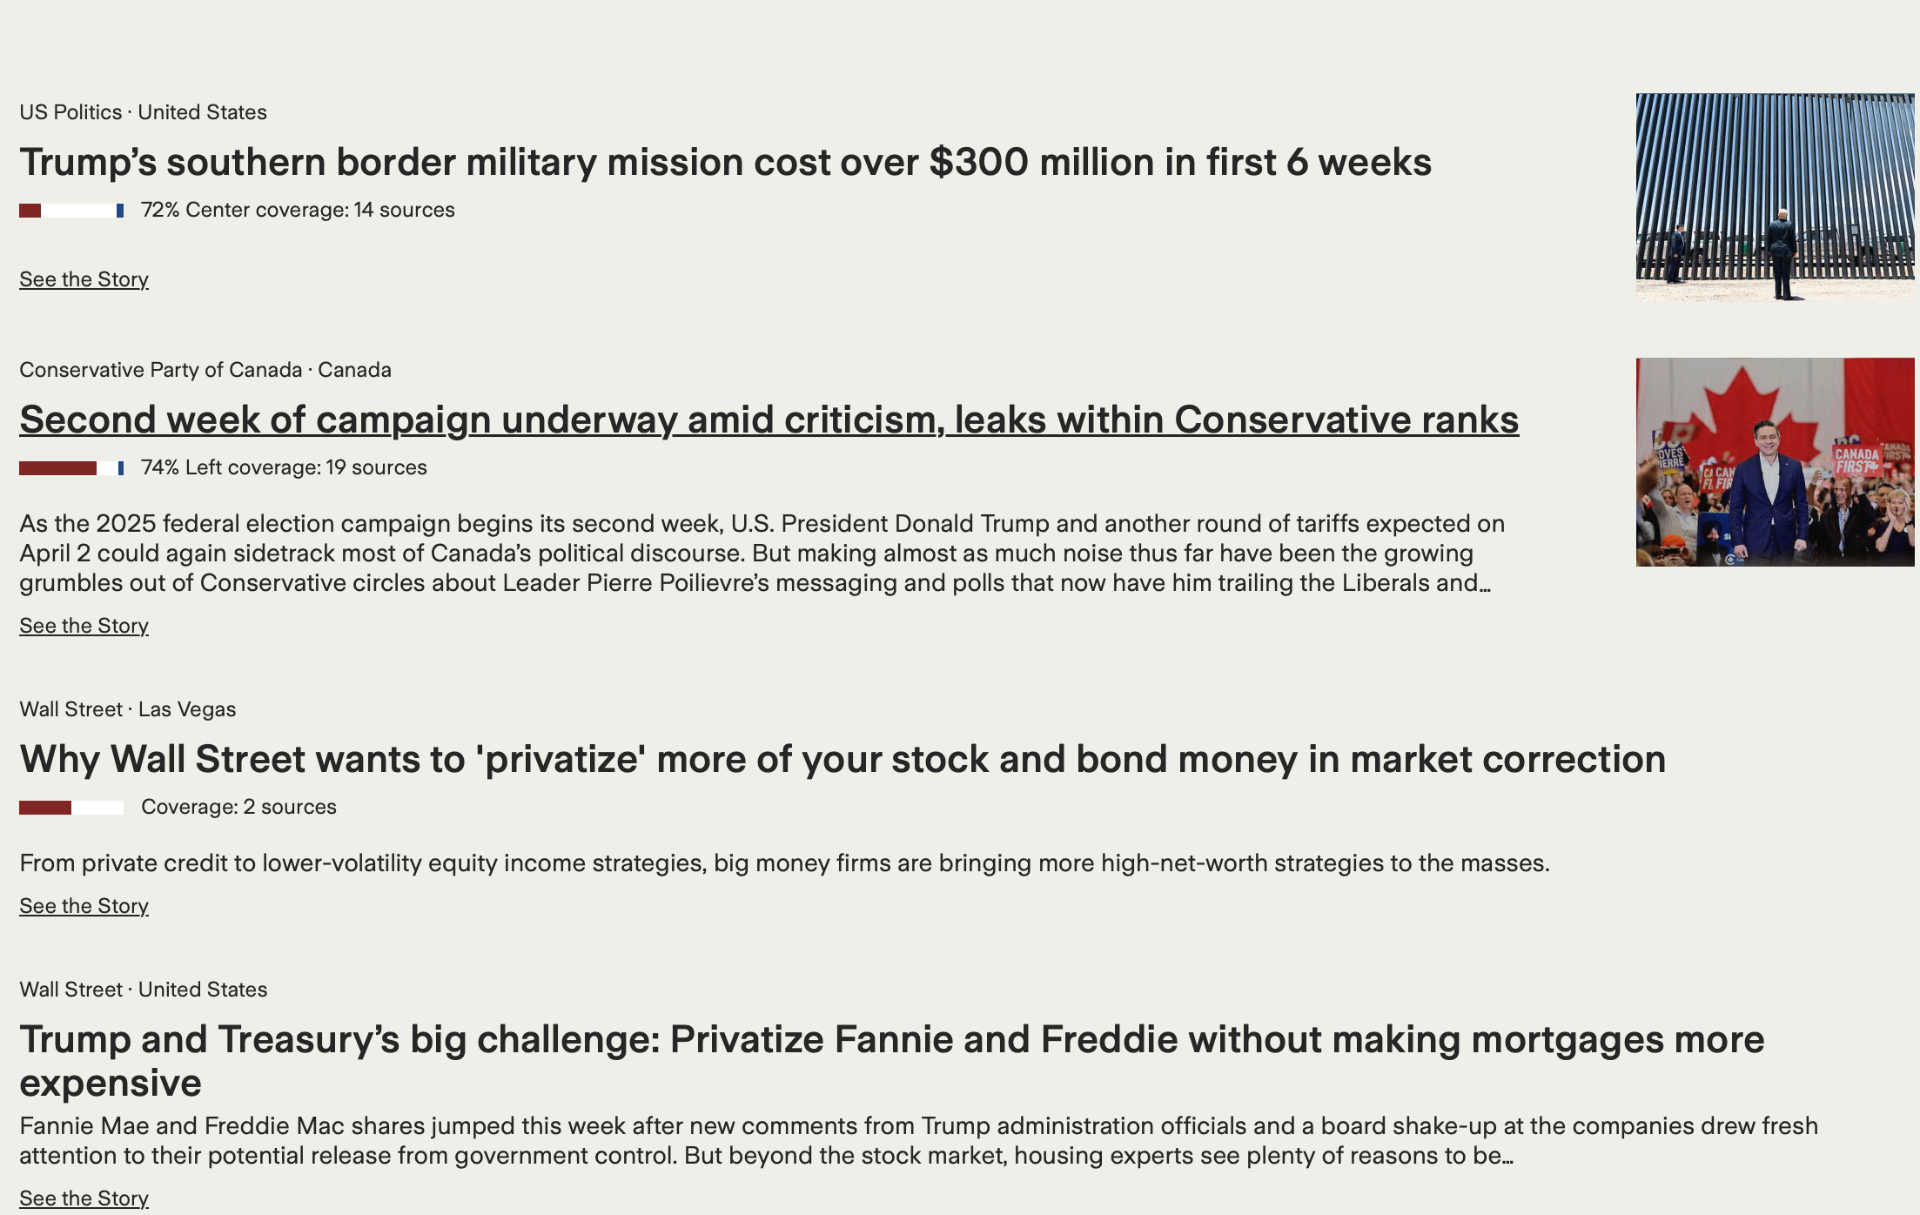 US Politics · United States
Trump’s southern border military mission cost over $300 million in first 6 weeks
72% Center coverage: 14 sources
See the Story
Conservative Party of Canada · Canada
Second week of campaign underway amid criticism, leaks within Conservative ranks
74% Left coverage: 19 sources
CANADA
FIRST
As the 2025 federal election campaign begins its second week, U.S. President Donald Trump and another round of tariffs expected on
April 2 could again sidetrack most of Canada’s political discourse. But making almost as much noise thus far have been the growing
grumbles out of Conservative circles about Leader Pierre Poilievre’s messaging and polls that now have him trailing the Liberals and…
See the Story
Wall Street · Las Vegas
Why Wall Street wants to 'privatize' more of your stock and bond money in market correction
Coverage: 2 sources
From private credit to lower-volatility equity income strategies, big money firms are bringing more high-net-worth strategies to the masses.
See the Story
Wall Street · United States
Trump and Treasury’s big challenge: Privatize Fannie and Freddie without making mortgages more
expensive
Fannie Mae and Freddie Mac shares jumped this week after new comments from Trump administration officials and a board shake-up at the companies drew fresh
attention to their potential release from government control. But beyond the stock market, housing experts see plenty of reasons to be…
See the Story